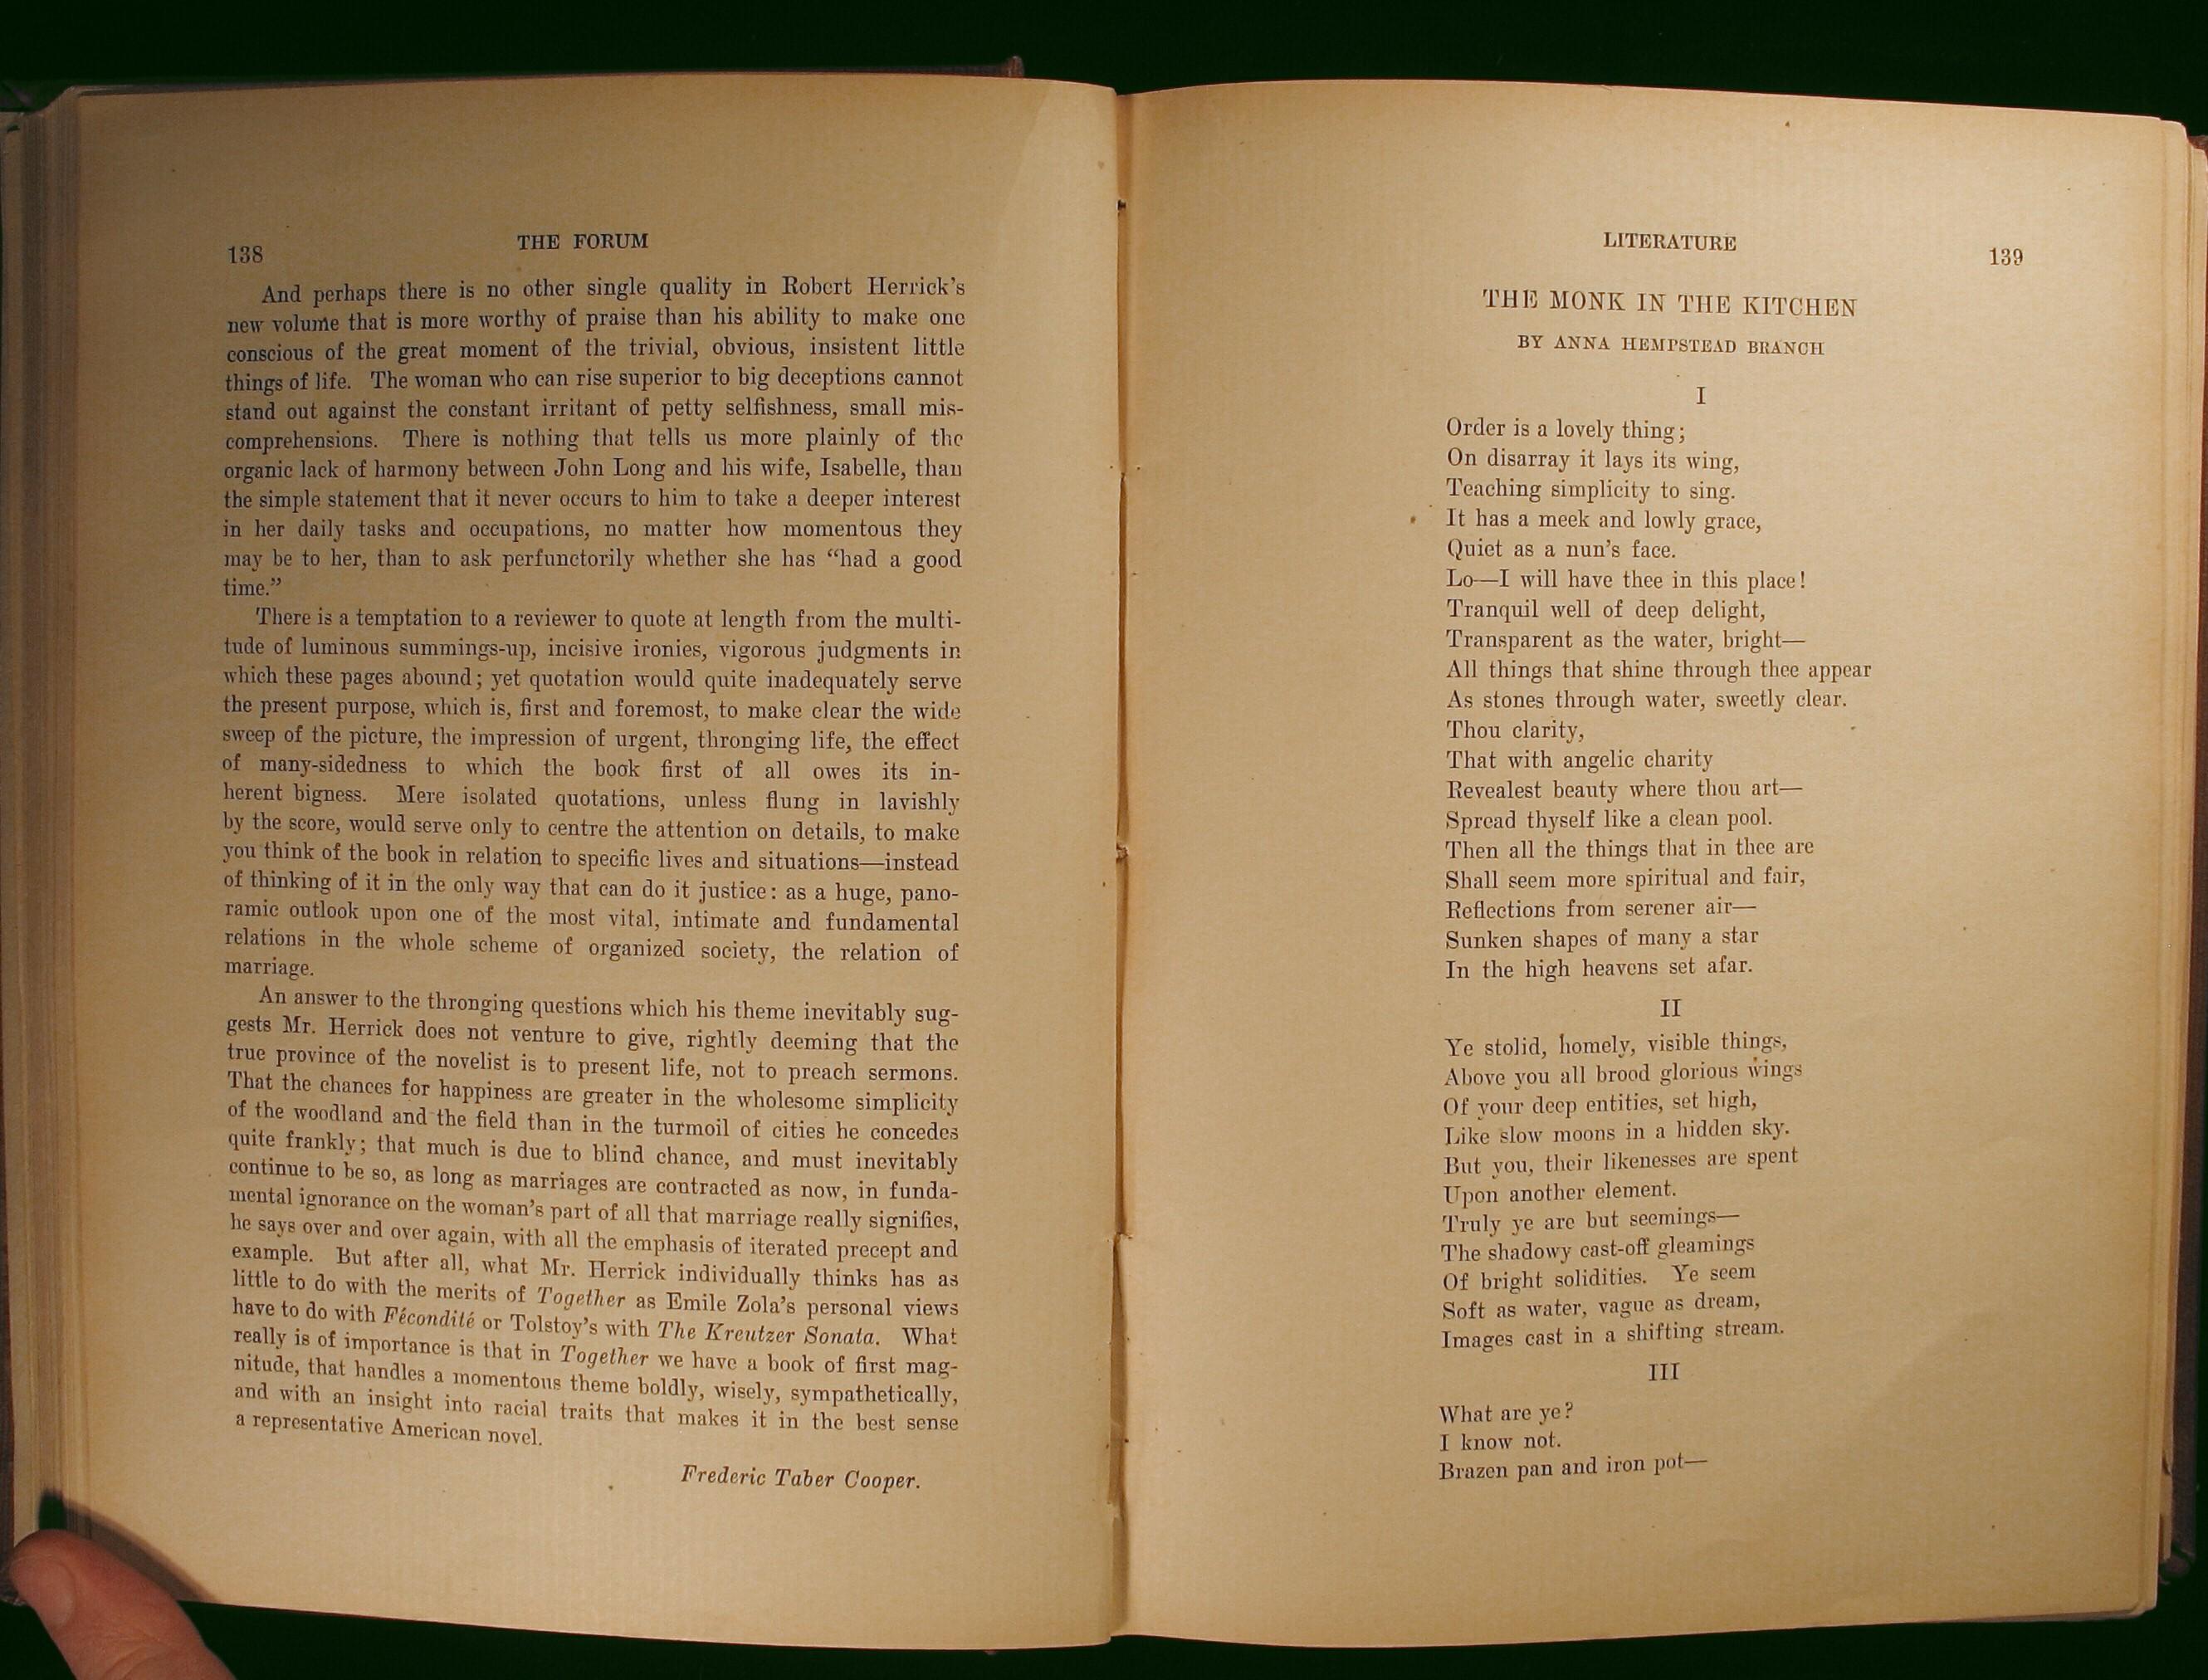 138
THE FORUM
And perhaps there is no other single quality in Robert Herrick's
new volume that is more worthy of praise than his ability to make one
conscious of the great moment of the trivial, obvious, insistent little
things of life. The woman who can rise superior to big deceptions cannot
stand out against the constant irritant of petty selfishness, small mis-
comprehensions. There is nothing that tells us more plainly of the
organic lack of harmony between John Long and his wife, Isabelle, than
the simple statement that it never occurs to him to take a deeper interest
in her daily tasks and occupations, no matter how momentous they
may be to her, than to ask perfunctorily whether she has “had a good
time.”
There is a temptation to a reviewer to quote at length from the multi-
tude of luminous summings-up, incisive ironies, vigorous judgments in
which these pages abound; yet quotation would quite inadequately serve
the present purpose, which is, first and foremost, to make clear the wide
sweep of the picture, the impression of urgent, thronging life, the effect
of many-sidedness to which the book first of all owes its in-
herent bigness. Mere isolated quotations, unless flung in lavishly
by the score, would serve only to centre the attention on details, to make
you think of the book in relation to specific lives and situations—instead
of thinking of it in the only way that can do it justice: as a huge, pano-
ramic outlook upon one of the most vital, intimate and fundamental
relations in the whole scheme of organized society, the relation of
marriage.
An answer to the thronging questions which his theme inevitably sug-
gests Mr. Herrick does not venture to give, rightly deeming that the
true province of the novelist is to present life, not to preach sermons.
That the chances for happiness are greater in the wholesome simplicity
of the woodland and the field than in the turmoil of cities he concedes
quite frankly; that much is due to blind chance, and must inevitably
continue to be so, as long as marriages are contracted as now, in funda-
mental ignorance on the woman's part of all that marriage really signifies,
he says over and over again, with all the emphasis of iterated precept and
example. But after all, what Mr. Herrick individually thinks has as
little to do with the merits of Together as Emile Zola's personal views
have to do with Fécondité or Tolstoy's with The Kreutzer Sonata. What
really is of importance is that in Together we have a book of first mag-
nitude, that handles a momentous theme boldly, wisely, sympathetically,
and with an insight into racial traits that makes it in the best sense
a representative American novel.
Frederic Taber Cooper.
LITERATURE
139
THE MONK IN THE KITCHEN
BY ANNA HEMPSTEAD BRANCH
I
Order is a lovely thing;
On disarray it lays its wing,
Teaching simplicity to sing.
It has a meek and lowly grace,
Quiet as a nun's face.
Lo—I will have thee in this place!
Tranquil well of deep delight,
Transparent as the water, bright—
All things that shine through thee appear
As stones through water, sweetly clear.
Thou clarity,
That with angelic charity
Revealest beauty where thou art—
Spread thyself like a clean pool.
Then all the things that in thee are
Shall seem more spiritual and fair,
Reflections from serener air—
Sunken shapes of many a star
In the high heavens set afar.
II
Ye stolid, homely, visible things,
Above you all brood glorious wings
Of your deep entities, set high,
Like slow moons in a hidden sky.
But you, their likenesses are spent
Upon another element.
Truly ye are but seemings—
The shadowy cast-off gleamings
Of bright solidities. Ye seem
Soft as water, vague as dream,
Images cast in a shifting stream.
III
What are ye?
I know not.
Brazen pan and iron pot—